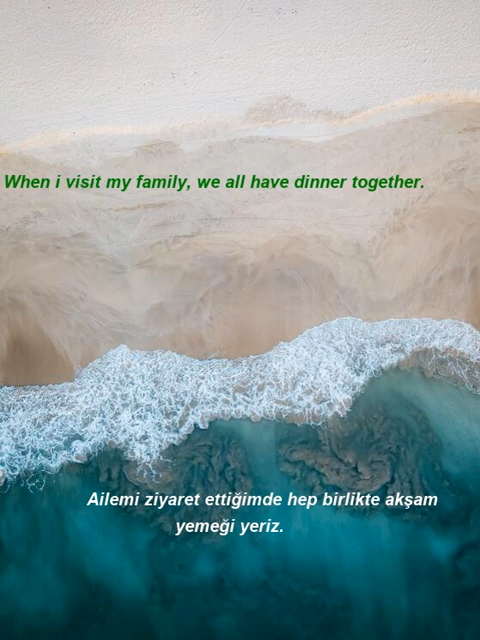 When i visit my family, we all have dinner together.
Ailemi ziyaret ettiğimde hep birlikte akşam
yemeği yeriz.